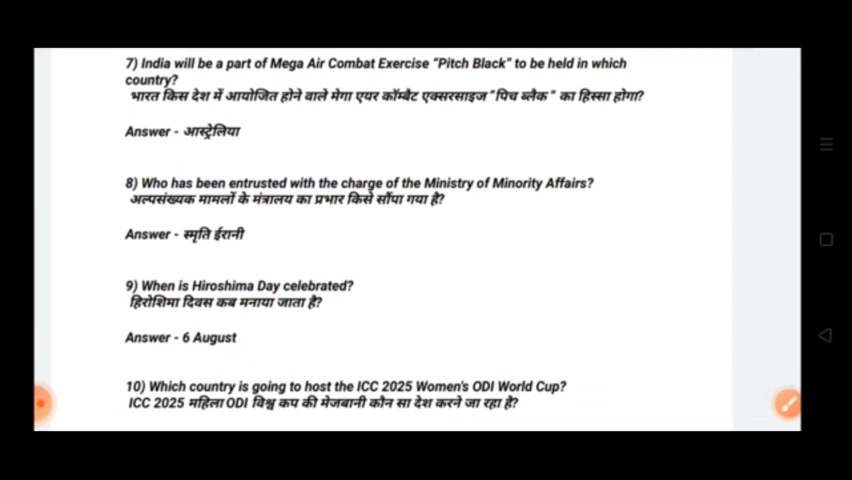 7) India will be a part of Mega Air Combat Exercise "Pitch Black" to be held in which
country?
भारत किस देश में आयोजित होने वाले मेगा एयर कॉम्बैट एक्सरसाइज "पिच ब्लैक" का हिस्सा होगा?
Answer - आस्ट्रेलिया
8) Who has been entrusted with the charge of the Ministry of Minority Affairs?
अल्पसंख्यक मामलों के मंत्रालय का प्रभार किसे सौंपा गया है?
Answer - स्मृति ईरानी
9) When is Hiroshima Day celebrated?
हिरोशिमा दिवस कब मनाया जाता है?
Answer - 6 August
10) Which country is going to host the ICC 2025 Women's ODI World Cup?
ICC 2025 महिला ODI विश्व कप की मेजबानी कौन सा देश करने जा रहा है?